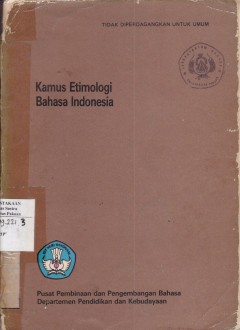 TIDAK DIPERDAGANGKAN UNTUK UMUM
Kamus Etimologi
Bahasa Indonesia
Pusat Pembinaan dan Pengembangan Bahasa
Departemen Pendidikan dan Kebudayaan